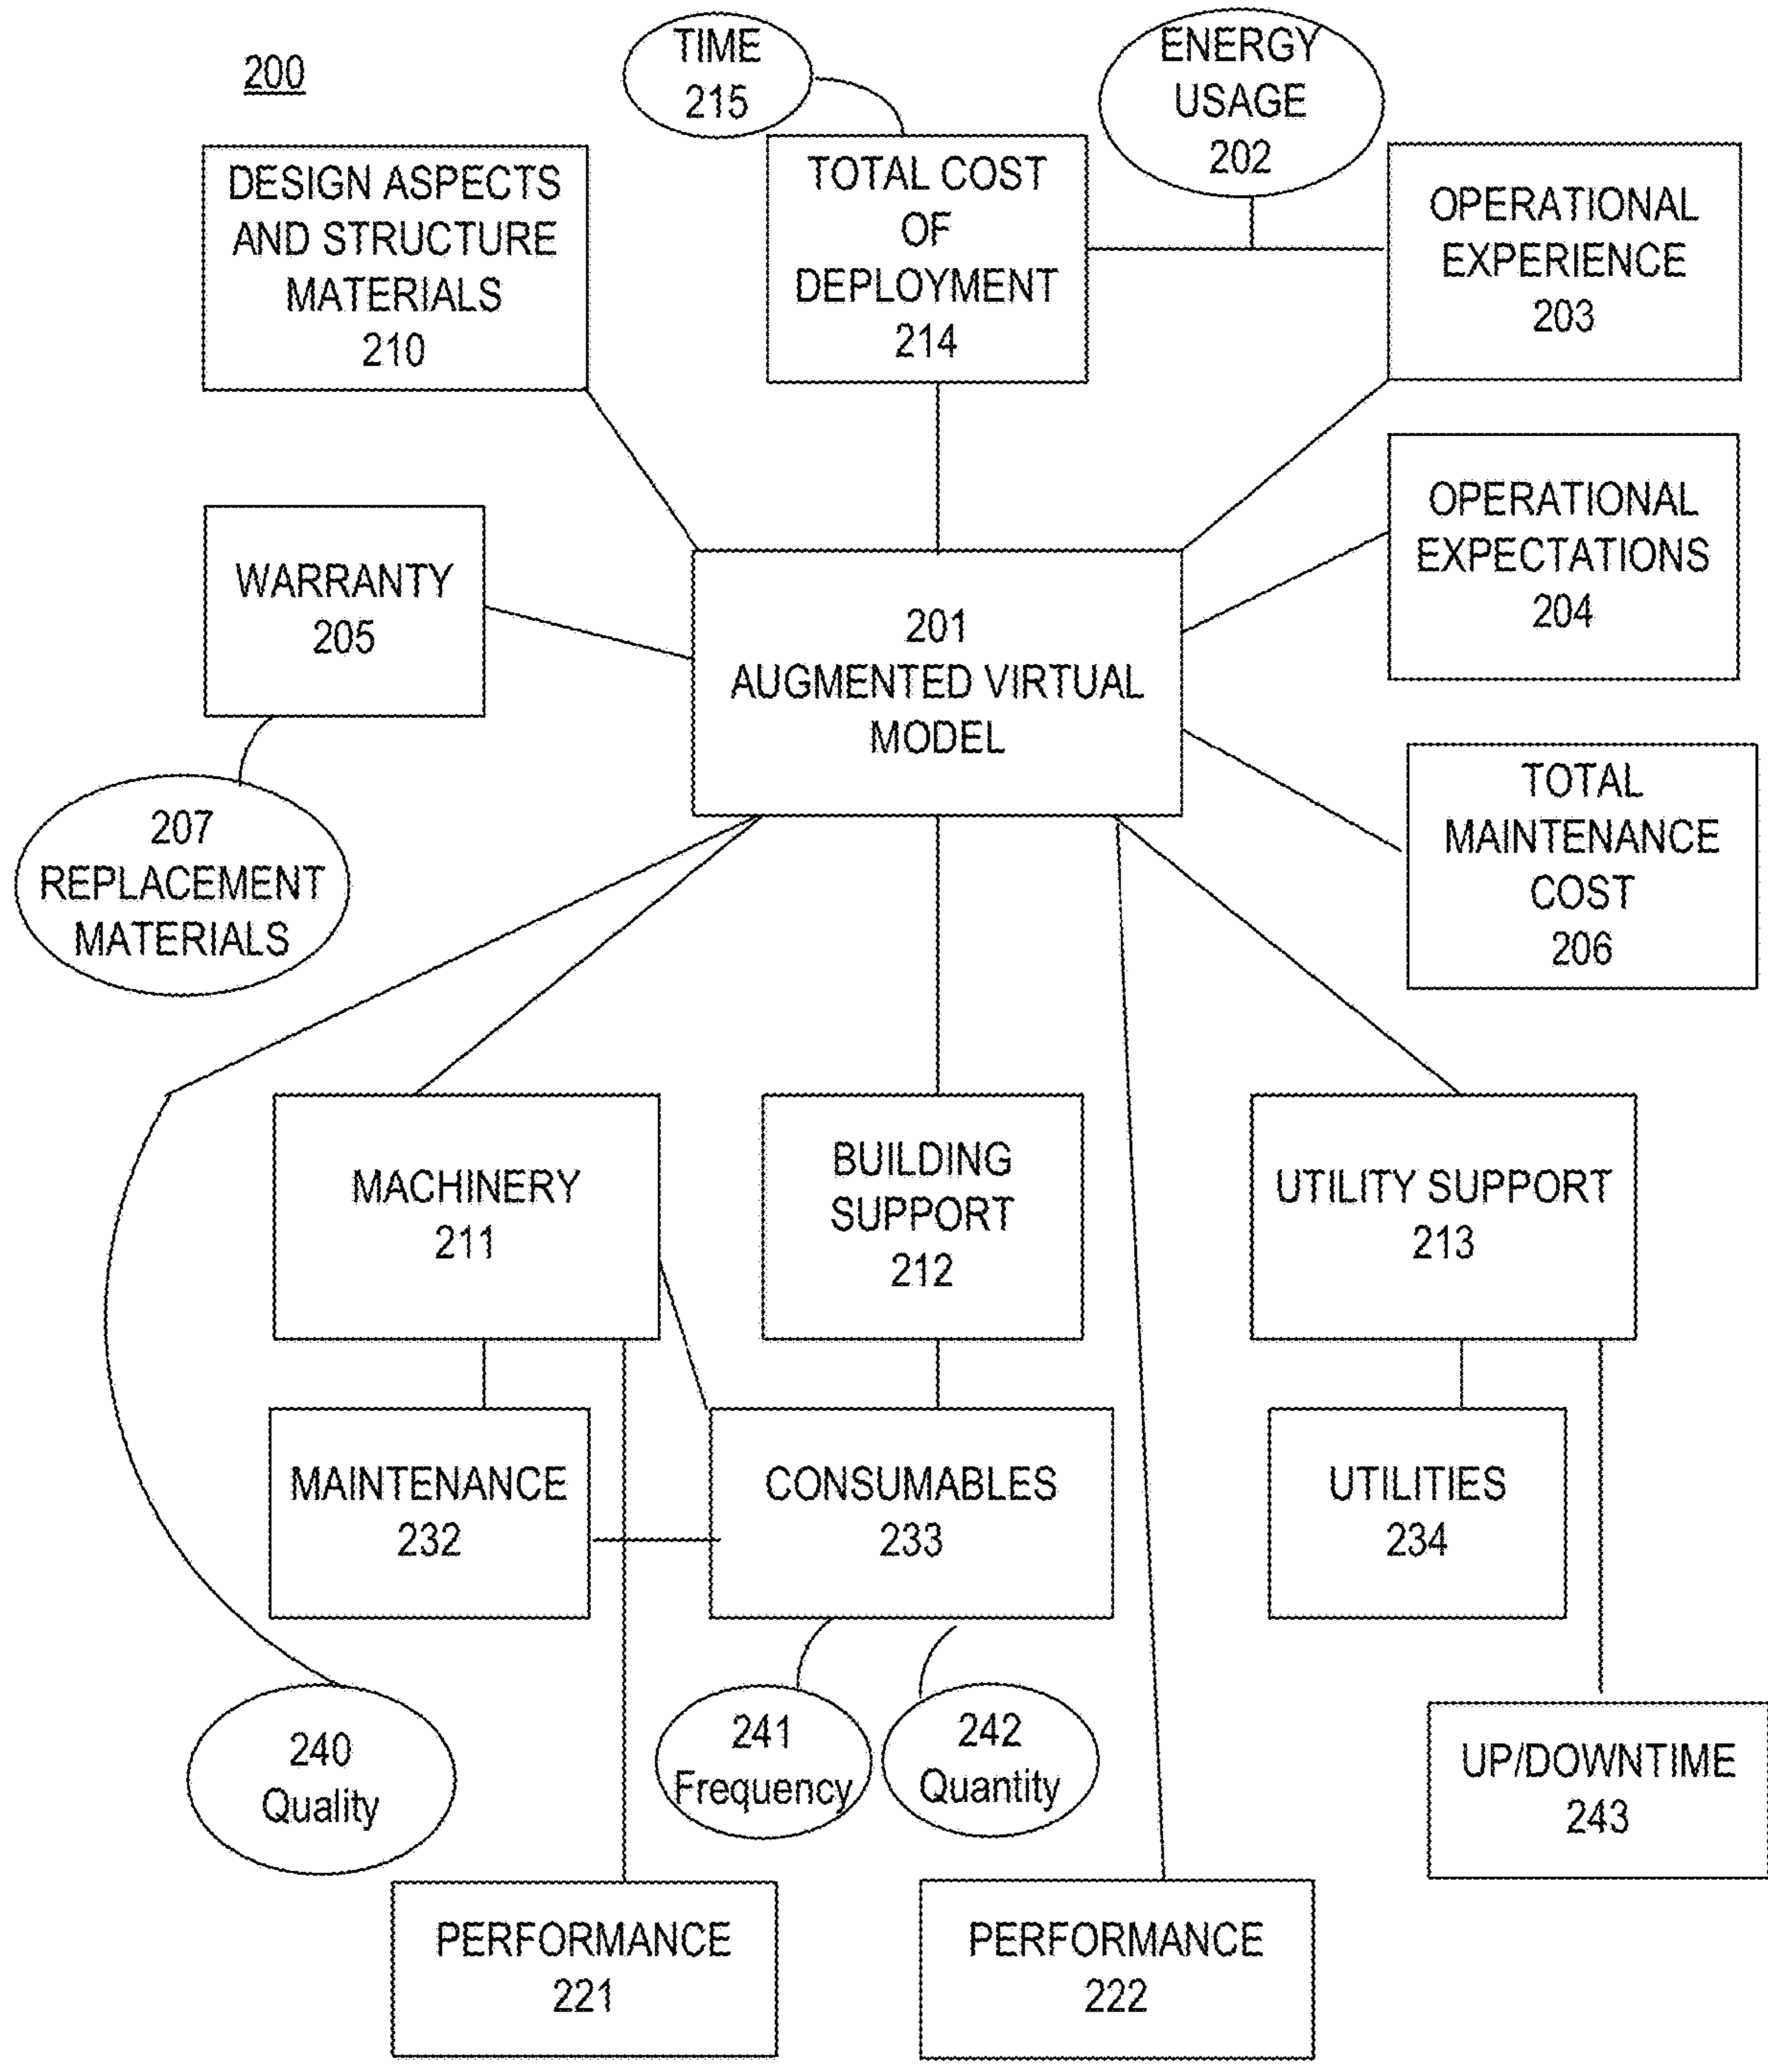 200
TIME
215
ENERGY
USAGE
202
DESIGN ASPECTS
AND STRUCTURE
MATERIALS
210
TOTAL COST
OF
DEPLOYMENT
214
OPERATIONAL
EXPERIENCE
203
WARRANTY
205
201
AUGMENTED VIRTUAL
MODEL
OPERATIONAL
EXPECTATIONS
204
207
REPLACEMENT
MATERIALS
TOTAL
MAINTENANCE
COST
206
MACHINERY
211
BUILDING
SUPPORT
212
UTILITY SUPPORT
213
MAINTENANCE
232
CONSUMABLES
233
UTILITIES
234
240
Quality
241
Frequency
242
Quantity
UP/DOWNTIME
243
PERFORMANCE
221
PERFORMANCE
222